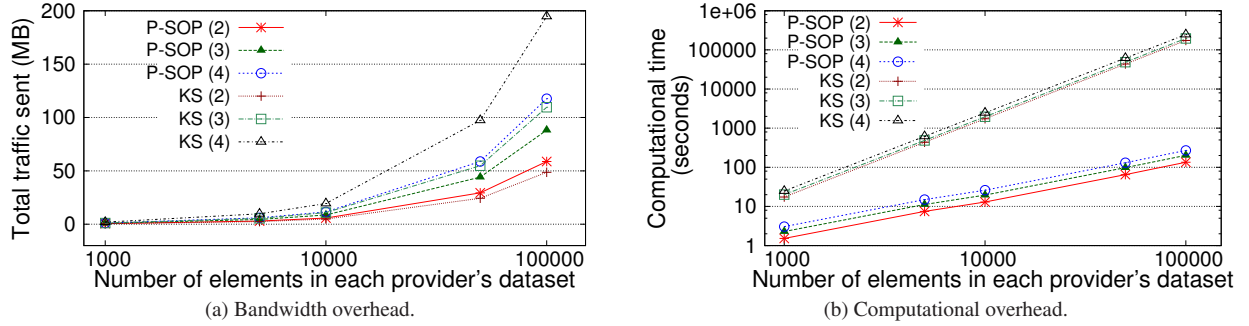 Total traffic sent (MB)
200
150
100
50
0
P-SOP (2)
P-SOP (3)
P-SOP (4)
KS (2)
KS (3)
KS (4)
1000 10000 100000
Number of elements in each provider's dataset
(a) Bandwidth overhead.
Computational time
(seconds)
1e+06
100000
10000
1000
100
10
1
P-SOP (2)
P-SOP (3)
P-SOP (4)
KS (2)
KS (3)
KS (4)
1000 10000 100000
Number of elements in each provider's dataset
(b) Computational overhead.